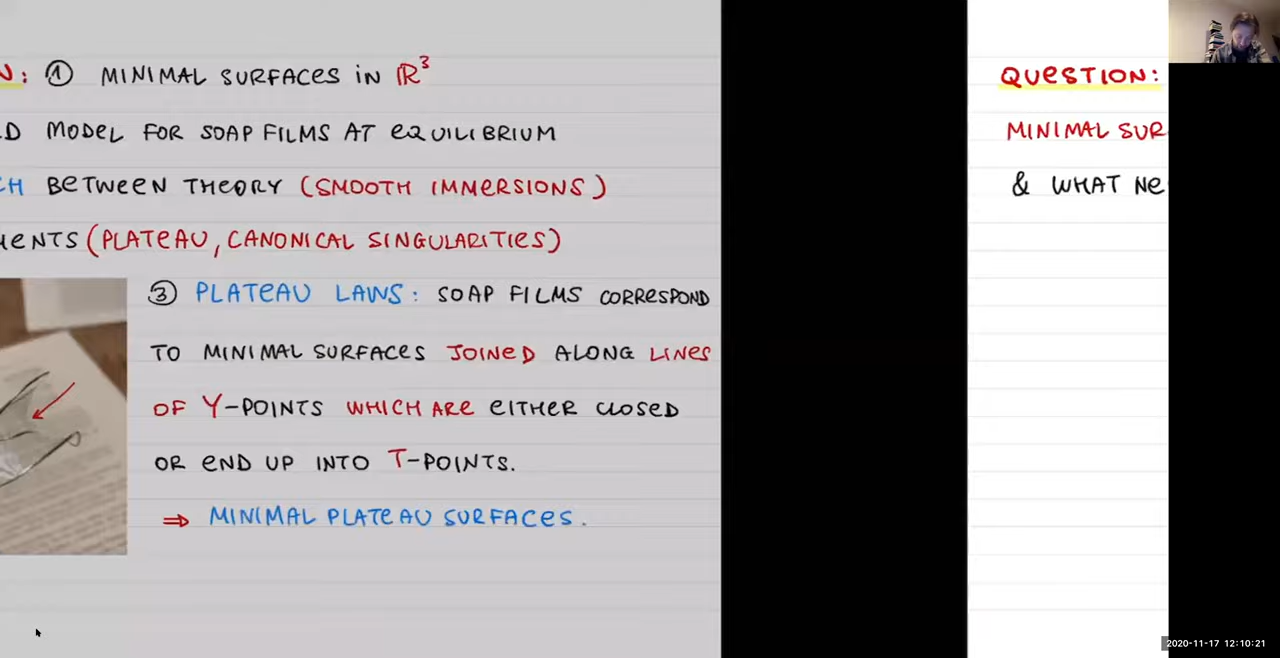 N: ① MINIMAL SURFACES IN ℝ³
D MODEL FOR SOAP FILMS AT EQUILIBRIUM
CH BETWEEN THEORY (SMOOTH IMMERSIONS)
MENTS (PLATEAU, CANONICAL SINGULARITIES)
③ PLATEAU LAWS: SOAP FILMS CORRESPOND
TO MINIMAL SURFACES JOINED ALONG LINES
OF Y-POINTS WHICH ARE EITHER CLOSED
OR END UP INTO T-POINTS.
⇒ MINIMAL PLATEAU SURFACES.
QUESTION:
MINIMAL SUR
& WHAT NE
2020-11-17 12:10:21